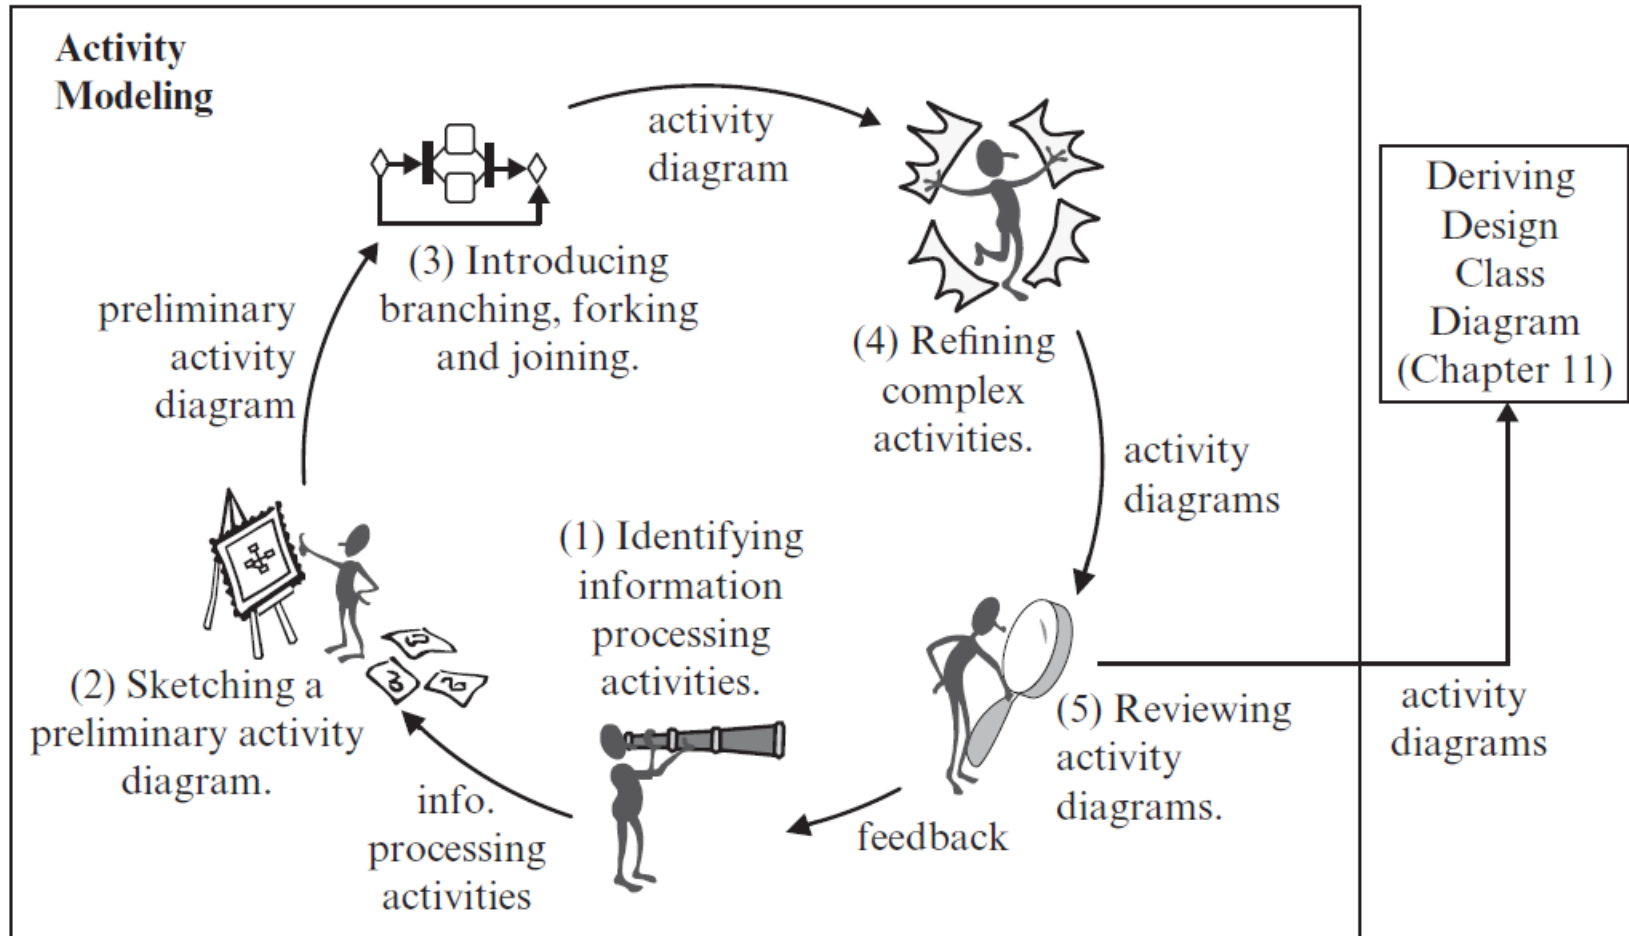 Activity
Modeling
activity
diagram
(3) Introducing
branching, forking
and joining.
preliminary
activity
diagram
(4) Refining
complex
activities.
Deriving
Design
Class
Diagram
(Chapter 11)
activity
diagrams
(1) Identifying
information
processing
activities.
(2) Sketching a
preliminary activity
diagram.
info.
processing
activities
feedback
(5) Reviewing
activity
diagrams.
activity
diagrams